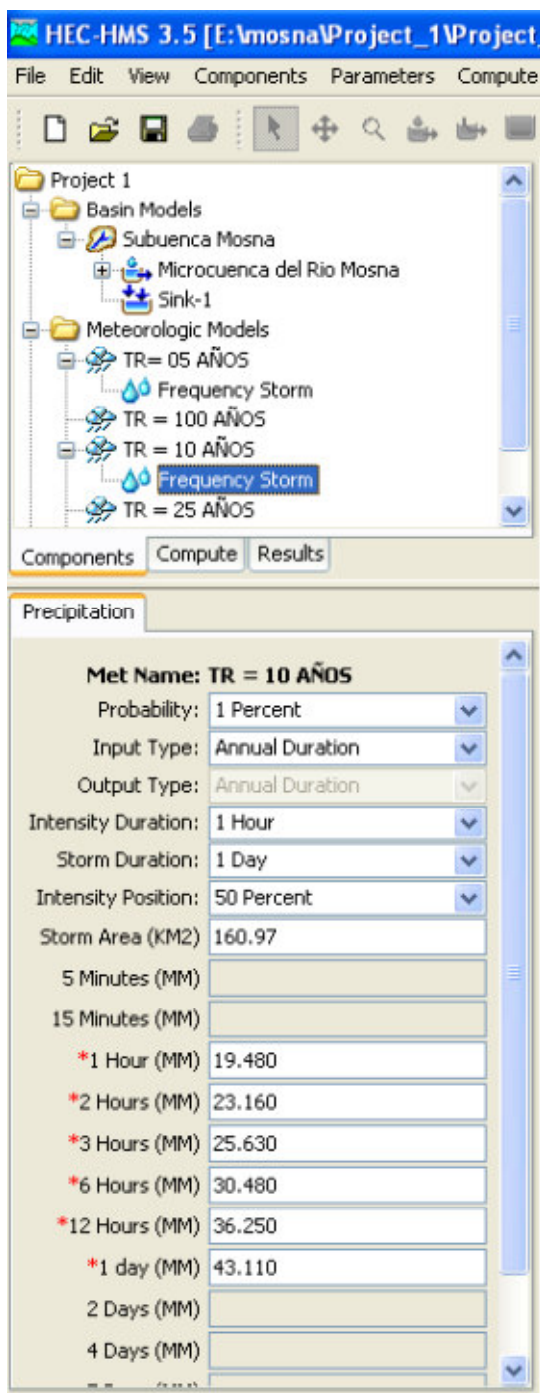 HEC-HMS 3.5 [E:\mosna\Project_1\Project_
File Edit View Components Parameters Compute
Project 1
Basin Models
Subuenca Mosna
Microcuenca del Rio Mosna
Sink-1
Meteorologic Models
TR= 05 AÑOS
Frequency Storm
TR = 100 AÑOS
TR = 10 AÑOS
Frequency Storm
TR = 25 AÑOS
Components Compute Results
Precipitation
Met Name: TR = 10 AÑOS
Probability: 1 Percent
Input Type: Annual Duration
Output Type: Annual Duration
Intensity Duration: 1 Hour
Storm Duration: 1 Day
Intensity Position: 50 Percent
Storm Area (KM2) 160.97
5 Minutes (MM)
15 Minutes (MM)
*1 Hour (MM) 19.480
*2 Hours (MM) 23.160
*3 Hours (MM) 25.630
*6 Hours (MM) 30.480
*12 Hours (MM) 36.250
*1 day (MM) 43.110
2 Days (MM)
4 Days (MM)